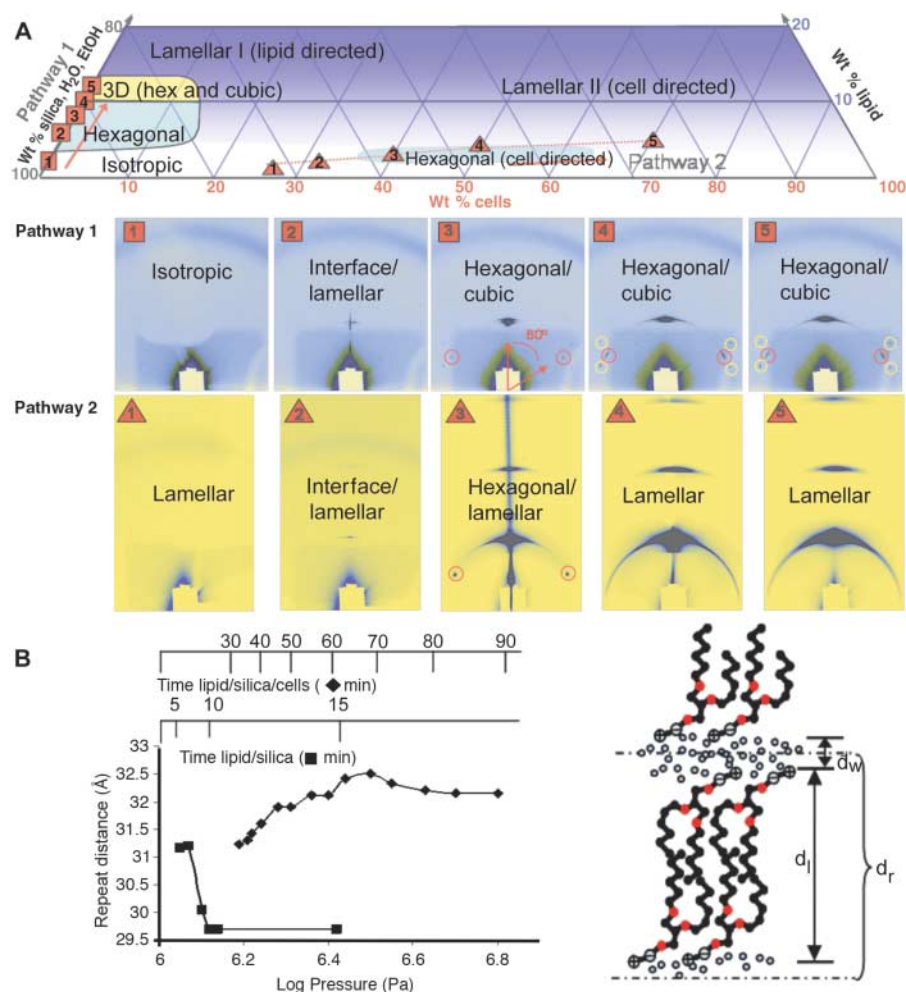 A
Pathway 1
Wt % silica, H₂O, EtOH
80
20
Wt % lipid
Lamellar I (lipid directed)
Lamellar II (cell directed)
5
3D (hex and cubic)
4
10
3
2
Hexagonal
4
5
1
Isotropic
1
2
3
Hexagonal (cell directed)
Pathway 2
100
10
20
30
40
50
60
70
80
90
100
Wt % cells
Pathway 1
1
2
3
4
5
Isotropic
Interface/
lamellar
Hexagonal/
cubic
Hexagonal/
cubic
Hexagonal/
cubic
60º
Pathway 2
1
2
3
4
5
Lamellar
Interface/
lamellar
Hexagonal/
lamellar
Lamellar
Lamellar
B
30 40 50 60 70 80 90
Time lipid/silica/cells (◆ min)
5 10 15
Time lipid/silica (■ min)
Repeat distance (Å)
33
32.5
32
31.5
31
30.5
30
29.5
6 6.2 6.4 6.6 6.8
6
Log Pressure (Pa)
dw
dl
dr